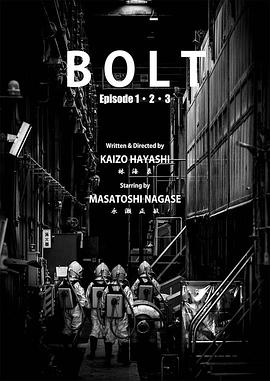 BOLT
Episode 1・2・3
Written & Directed by
KAIZO HAYASHI
林 海 象
Starring by
MASATOSHI NAGASE
永 瀬 正 敏